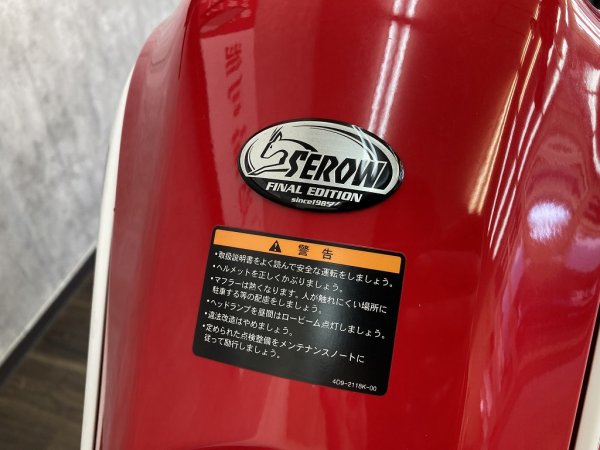 SEROW
FINAL EDITION
since1985
警告
・取扱説明書をよく読んで安全な運転をしましょう。
・ヘルメットを正しくかぶりましょう。
・マフラーは熱くなります。人が触れにくい場所に
駐車する等の配慮をしましょう。
・ヘッドランプを昼間はロービーム点灯しましょう。
・違法改造はやめましょう。
・定められた点検整備をメンテナンスノートに
従って励行しましょう。
4D9-2118K-00